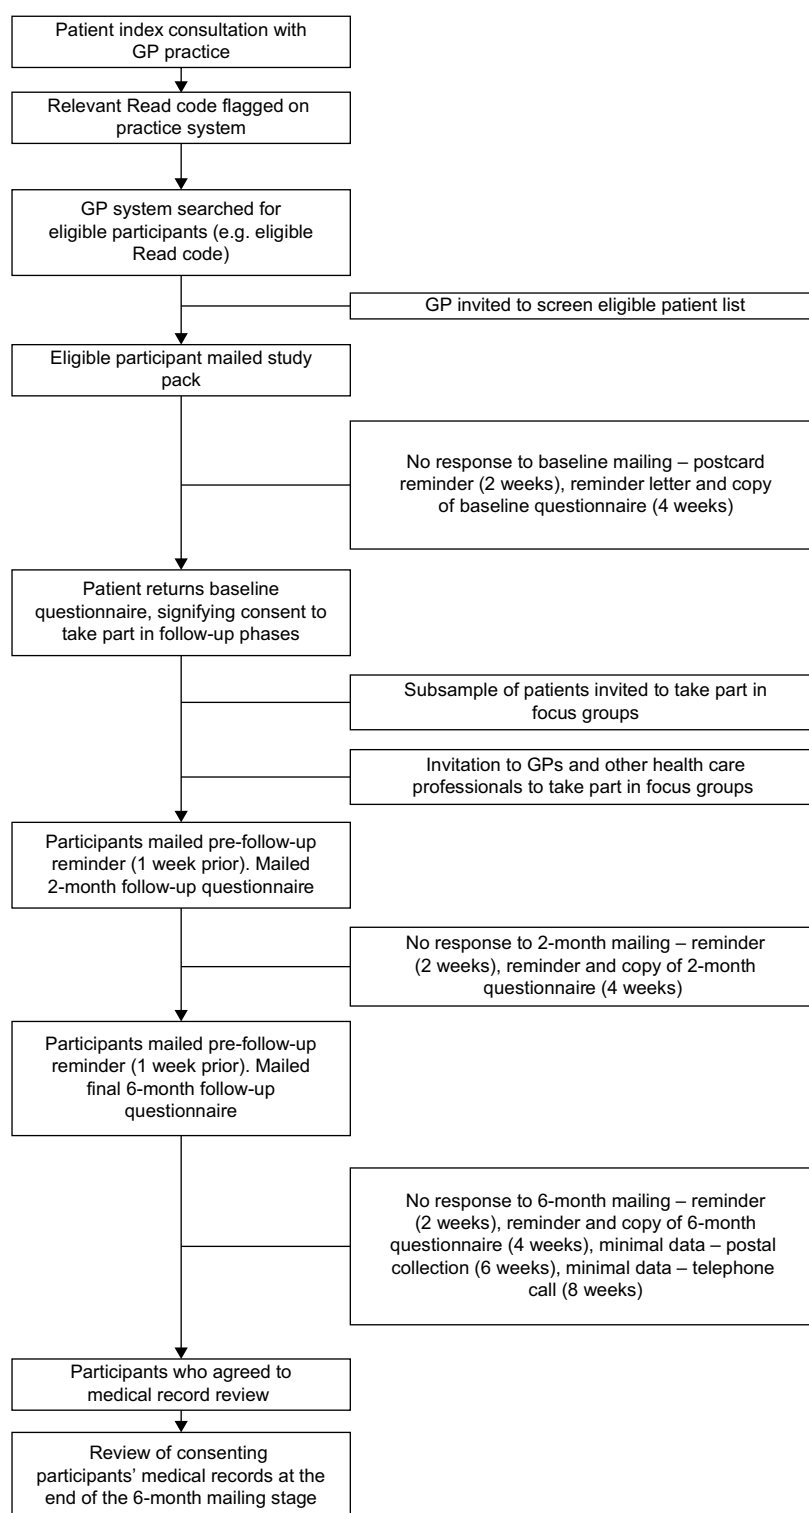 Patient index consultation with
GP practice
Relevant Read code flagged on
practice system
GP system searched for
eligible participants (e.g. eligible
Read code)
GP invited to screen eligible patient list
Eligible participant mailed study
pack
No response to baseline mailing – postcard
reminder (2 weeks), reminder letter and copy
of baseline questionnaire (4 weeks)
Patient returns baseline
questionnaire, signifying consent to
take part in follow-up phases
Subsample of patients invited to take part in
focus groups
Invitation to GPs and other health care
professionals to take part in focus groups
Participants mailed pre-follow-up
reminder (1 week prior). Mailed
2-month follow-up questionnaire
No response to 2-month mailing – reminder
(2 weeks), reminder and copy of 2-month
questionnaire (4 weeks)
Participants mailed pre-follow-up
reminder (1 week prior). Mailed
final 6-month follow-up
questionnaire
No response to 6-month mailing – reminder
(2 weeks), reminder and copy of 6-month
questionnaire (4 weeks), minimal data – postal
collection (6 weeks), minimal data – telephone
call (8 weeks)
Participants who agreed to
medical record review
Review of consenting
participants’ medical records at the
end of the 6-month mailing stage